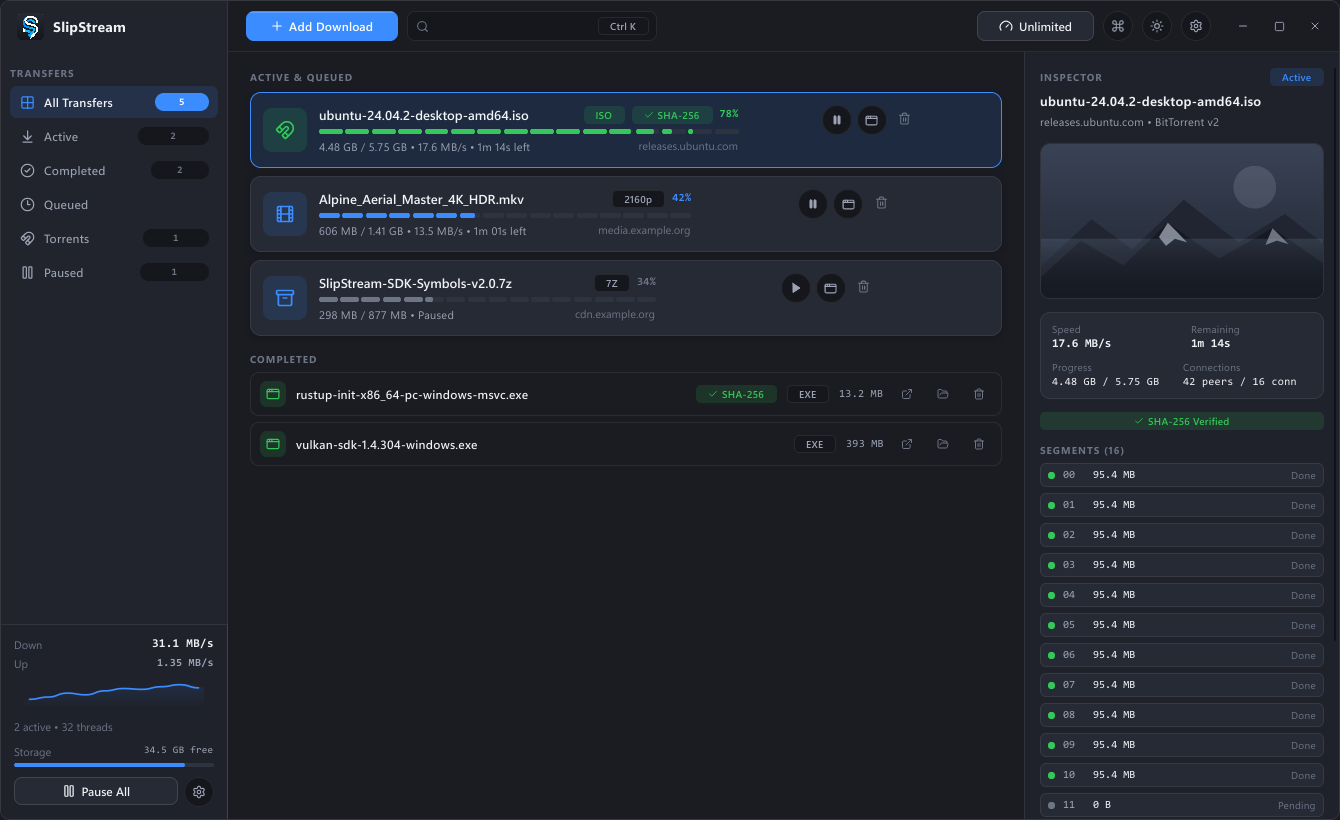 SlipStream
Add Download
Ctrl K
Unlimited
TRANSFERS
All Transfers 5
Active 2
Completed 2
Queued
Torrents 1
Paused 1
Down 31.1 MB/s
Up 1.35 MB/s
2 active • 32 threads
Storage 34.5 GB free
Pause All
ACTIVE & QUEUED
ubuntu-24.04.2-desktop-amd64.iso ISO SHA-256 78%
4.48 GB / 5.75 GB • 17.6 MB/s • 1m 14s left releases.ubuntu.com
Alpine_Aerial_Master_4K_HDR.mkv 2160p 42%
606 MB / 1.41 GB • 13.5 MB/s • 1m 01s left media.example.org
SlipStream-SDK-Symbols-v2.0.7z 7Z 34%
298 MB / 877 MB • Paused cdn.example.org
COMPLETED
rustup-init-x86_64-pc-windows-msvc.exe SHA-256 EXE 13.2 MB
vulkan-sdk-1.4.304-windows.exe EXE 393 MB
INSPECTOR Active
ubuntu-24.04.2-desktop-amd64.iso
releases.ubuntu.com • BitTorrent v2
Speed Remaining
17.6 MB/s 1m 14s
Progress Connections
4.48 GB / 5.75 GB 42 peers / 16 conn
SHA-256 Verified
SEGMENTS (16)
00 95.4 MB Done
01 95.4 MB Done
02 95.4 MB Done
03 95.4 MB Done
04 95.4 MB Done
05 95.4 MB Done
06 95.4 MB Done
07 95.4 MB Done
08 95.4 MB Done
09 95.4 MB Done
10 95.4 MB Done
11 0 B Pending